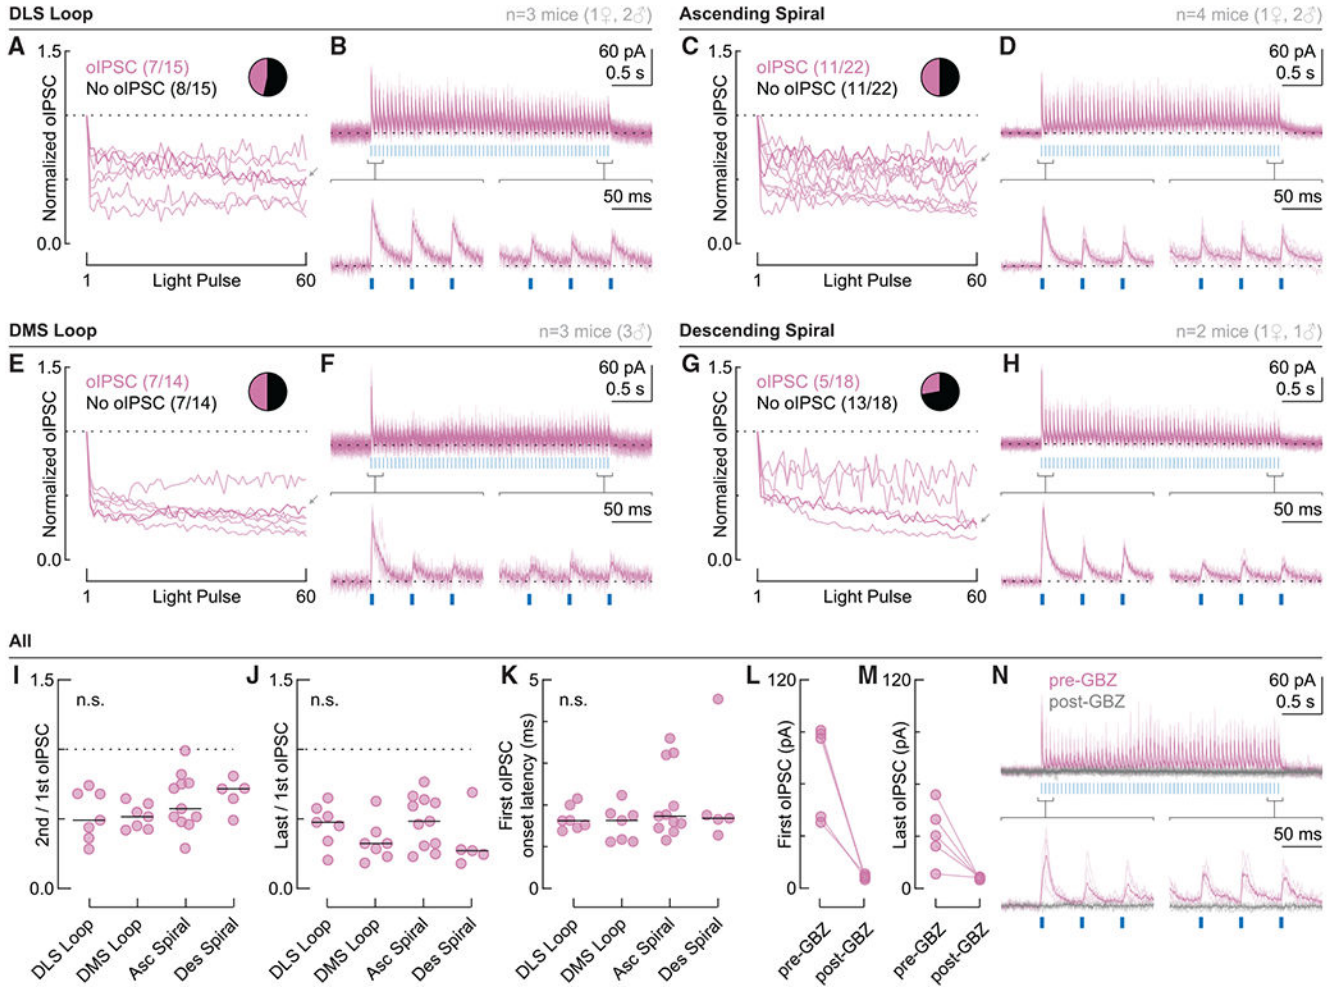 DLS Loop
n=3 mice (1♀, 2♂)
A
1.5
Normalized oIPSC
0.0
oIPSC (7/15)
No oIPSC (8/15)
1
Light Pulse
60
B
60 pA
0.5 s
50 ms
Ascending Spiral
n=4 mice (1♀, 2♂)
C
1.5
Normalized oIPSC
0.0
oIPSC (11/22)
No oIPSC (11/22)
1
Light Pulse
60
D
60 pA
0.5 s
50 ms
DMS Loop
n=3 mice (3♂)
E
1.5
Normalized oIPSC
0.0
oIPSC (7/14)
No oIPSC (7/14)
1
Light Pulse
60
F
60 pA
0.5 s
50 ms
Descending Spiral
n=2 mice (1♀, 1♂)
G
1.5
Normalized oIPSC
0.0
oIPSC (5/18)
No oIPSC (13/18)
1
Light Pulse
60
H
60 pA
0.5 s
50 ms
All
I
1.5
2nd / 1st oIPSC
0.0
n.s.
DLS Loop
DMS Loop
Asc Spiral
Des Spiral
J
1.5
Last / 1st oIPSC
0.0
n.s.
DLS Loop
DMS Loop
Asc Spiral
Des Spiral
K
5
First oIPSC
onset latency (ms)
0
n.s.
DLS Loop
DMS Loop
Asc Spiral
Des Spiral
L
120
First oIPSC (pA)
0
pre-GBZ
post-GBZ
M
120
Last oIPSC (pA)
0
pre-GBZ
post-GBZ
N
pre-GBZ
post-GBZ
60 pA
0.5 s
50 ms